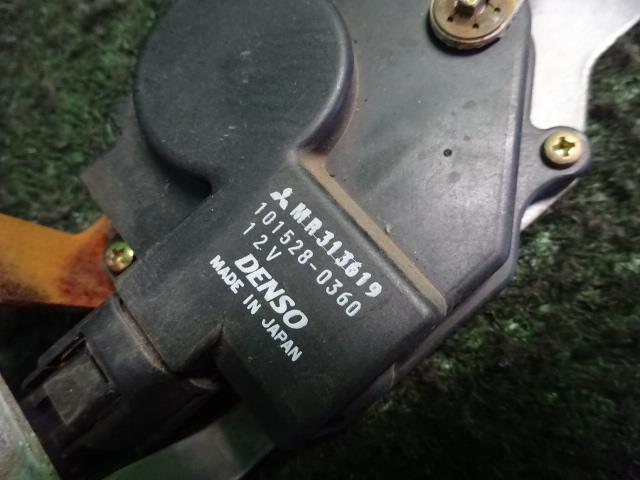 MR313619
101528-0360
12V
DENSO
MADE IN JAPAN